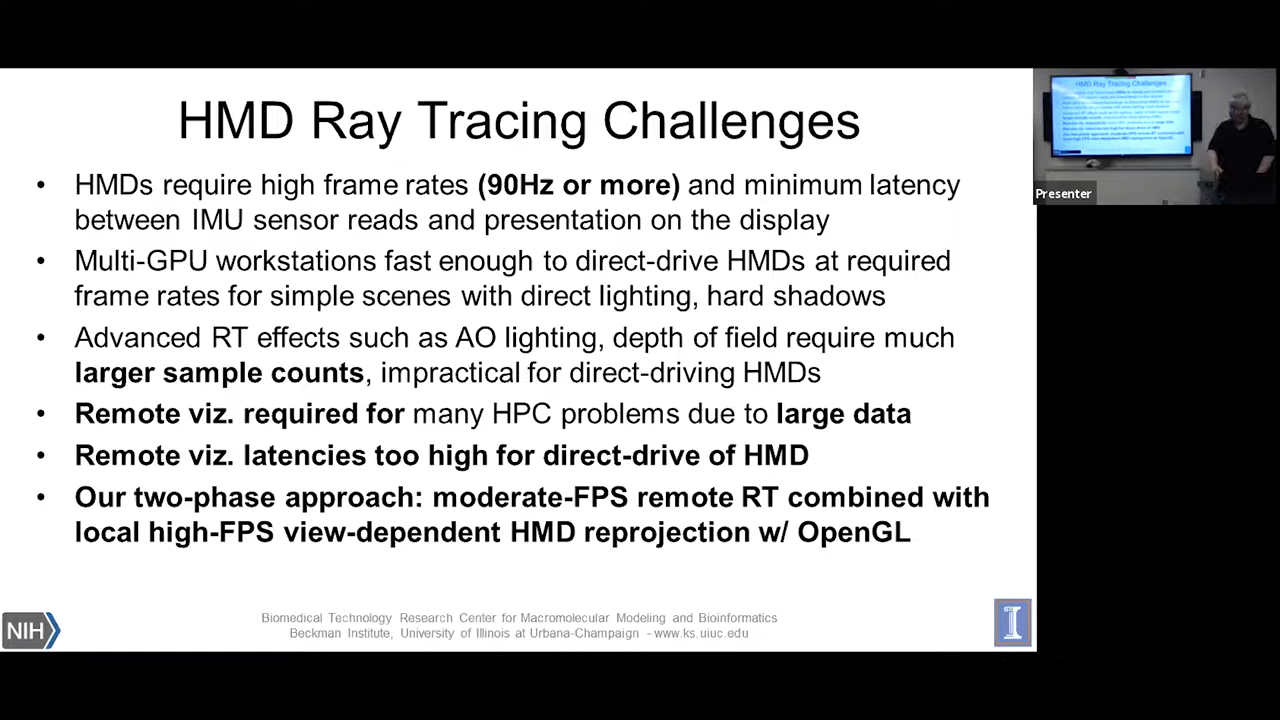 HMD Ray Tracing Challenges
• HMDs require high frame rates (90Hz or more) and minimum latency
between IMU sensor reads and presentation on the display
• Multi-GPU workstations fast enough to direct-drive HMDs at required
frame rates for simple scenes with direct lighting, hard shadows
• Advanced RT effects such as AO lighting, depth of field require much
larger sample counts, impractical for direct-driving HMDs
• Remote viz. required for many HPC problems due to large data
• Remote viz. latencies too high for direct-drive of HMD
• Our two-phase approach: moderate-FPS remote RT combined with
local high-FPS view-dependent HMD reprojection w/ OpenGL
NIH
Biomedical Technology Research Center for Macromolecular Modeling and Bioinformatics
Beckman Institute, University of Illinois at Urbana-Champaign - www.ks.uiuc.edu
I
HMD Ray Tracing Challenges
Presenter